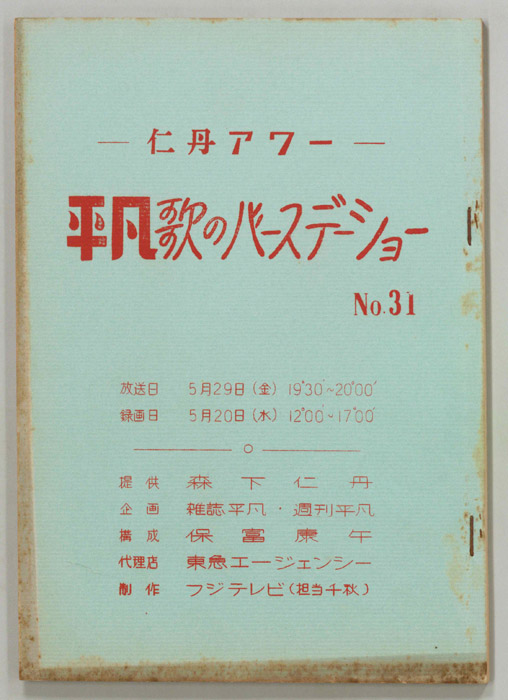 ― 仁丹アワー ―
平凡歌のバースデーショー
No.31
放送日 5月29日(金) 19°30′~20°00′
録画日 5月20日(水) 12°00′~17°00′
提供 森下仁丹
企画 雑誌平凡・週刊平凡
構成 保富康午
代理店 東急エージェンシー
制作 フジテレビ(担当千秋)